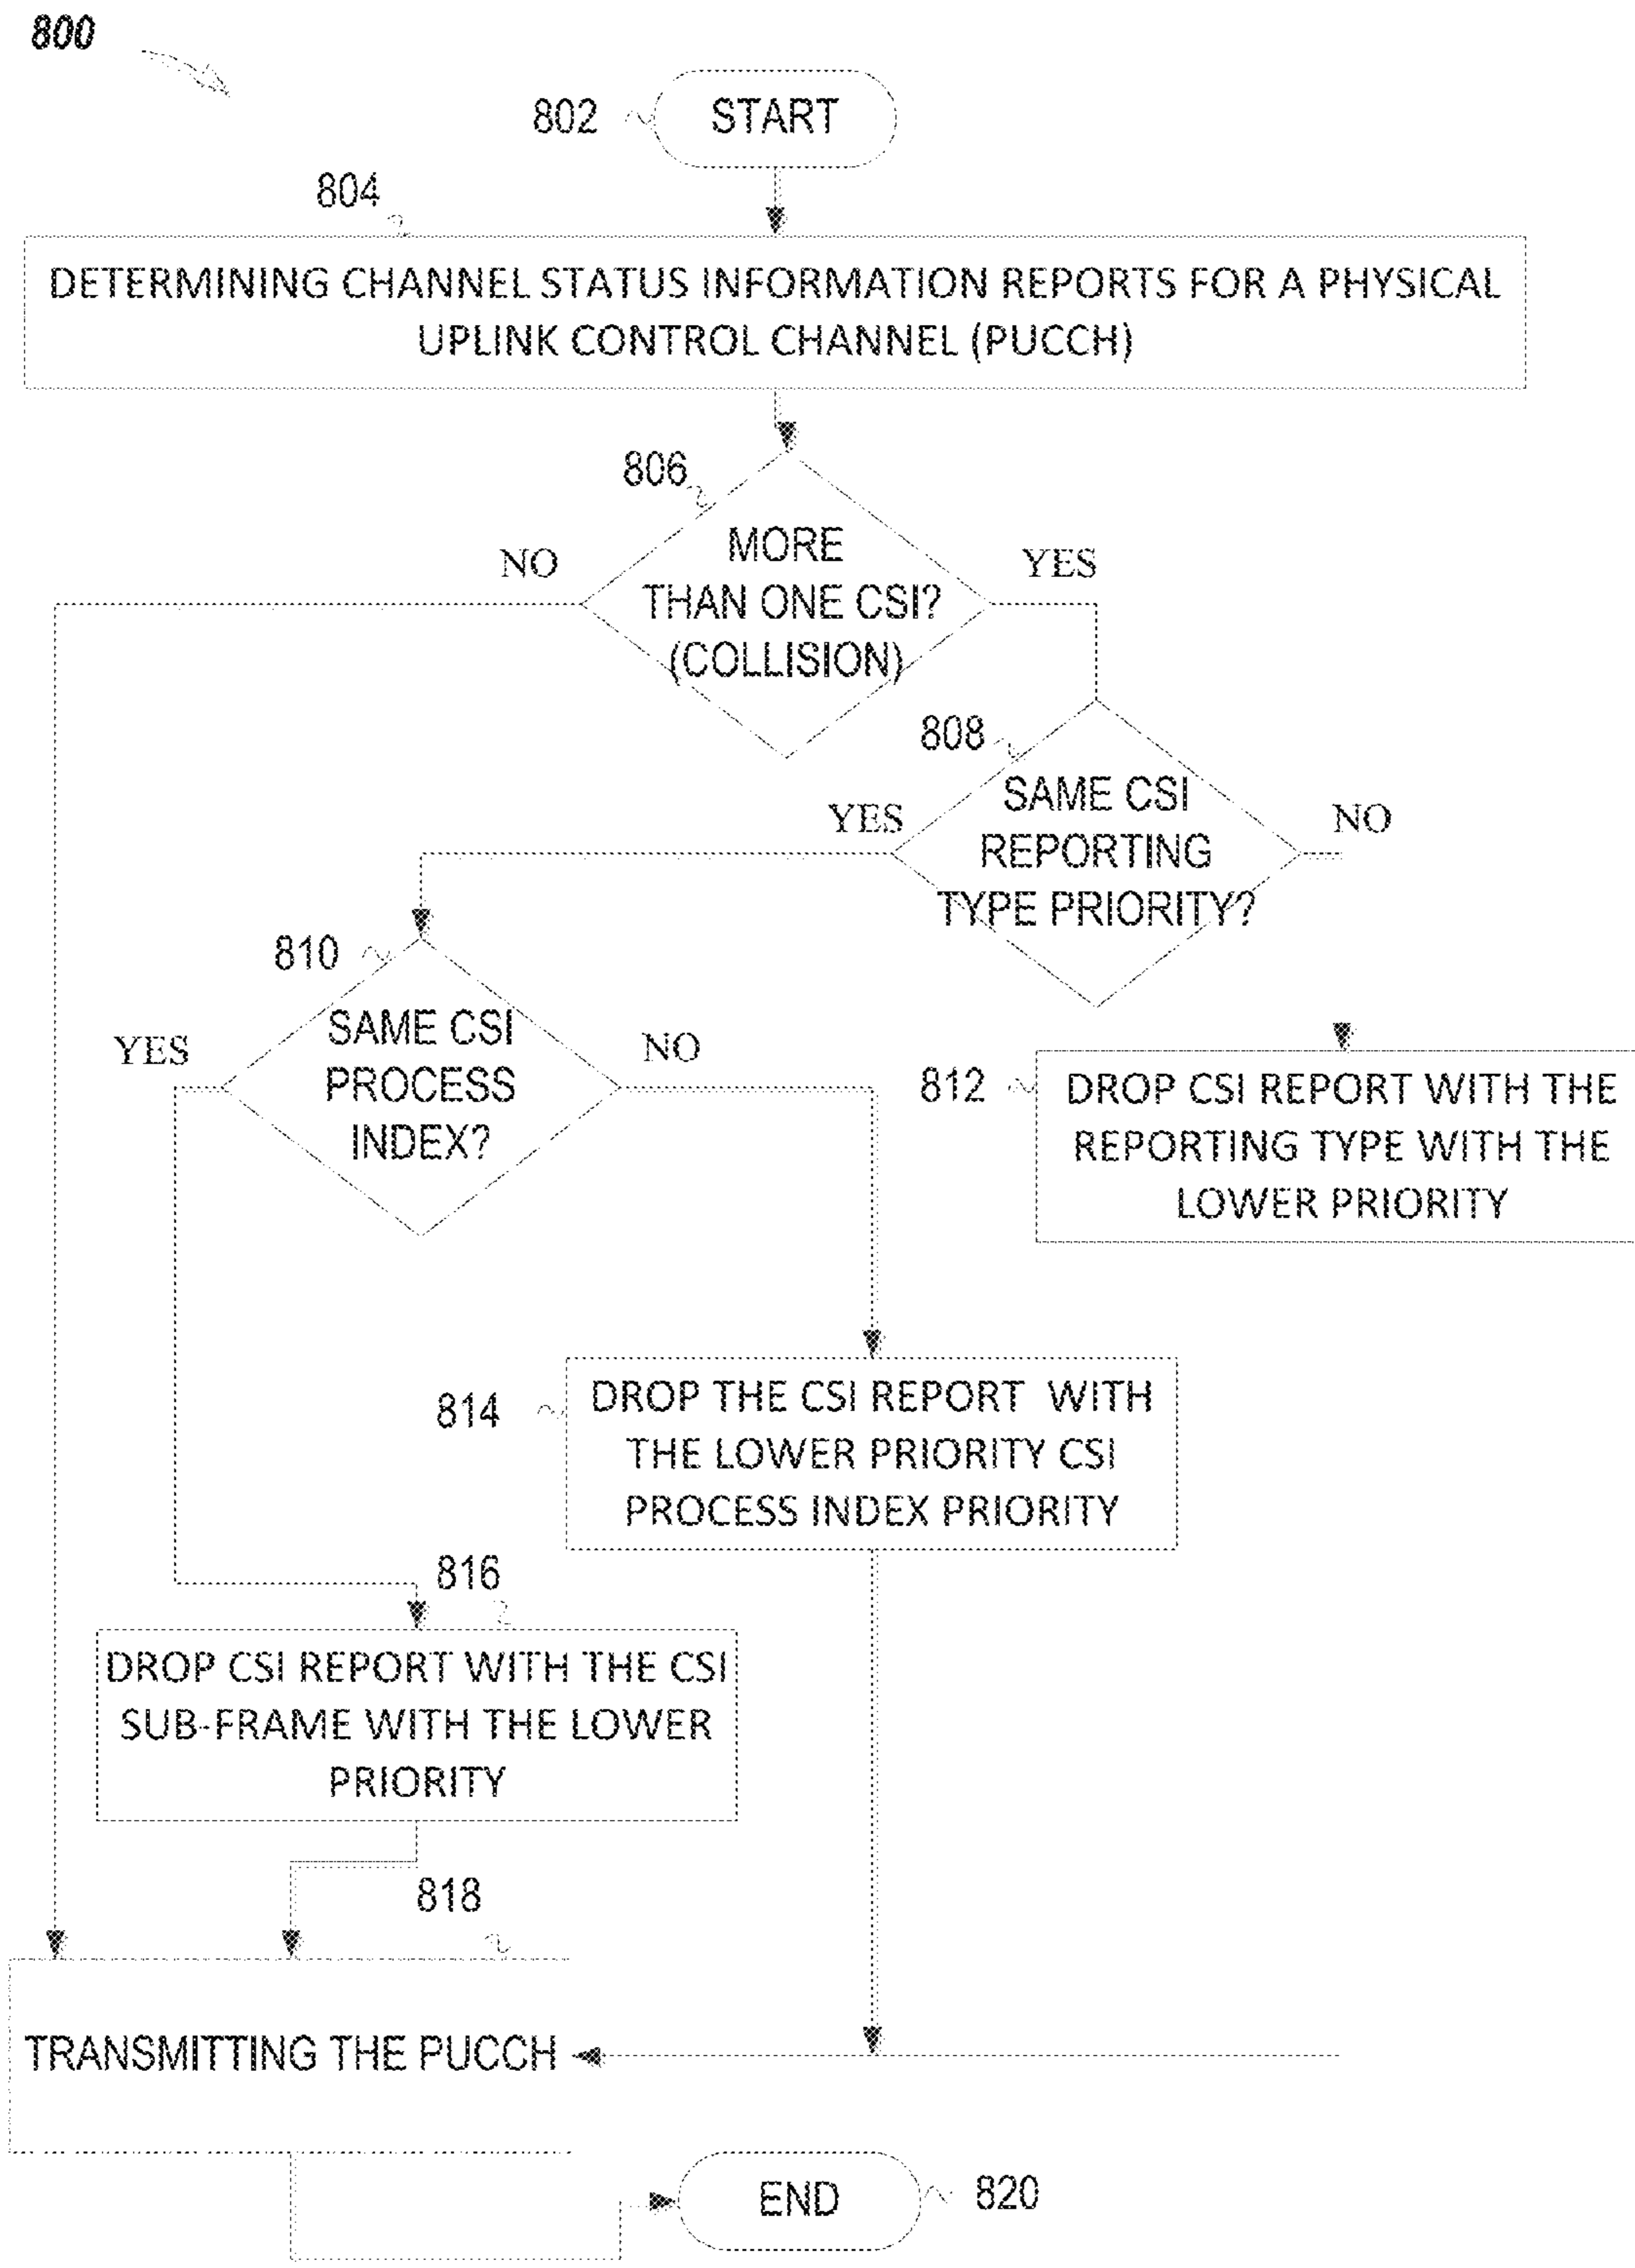 800
802
START
804
DETERMINING CHANNEL STATUS INFORMATION REPORTS FOR A PHYSICAL
UPLINK CONTROL CHANNEL (PUCCH)
806
MORE
THAN ONE CSI?
(COLLISION)
NO
YES
808
SAME CSI
REPORTING
TYPE PRIORITY?
YES
NO
810
SAME CSI
PROCESS
INDEX?
YES
NO
812
DROP CSI REPORT WITH THE
REPORTING TYPE WITH THE
LOWER PRIORITY
814
DROP THE CSI REPORT WITH
THE LOWER PRIORITY CSI
PROCESS INDEX PRIORITY
816
DROP CSI REPORT WITH THE CSI
SUB-FRAME WITH THE LOWER
PRIORITY
818
TRANSMITTING THE PUCCH
END
820